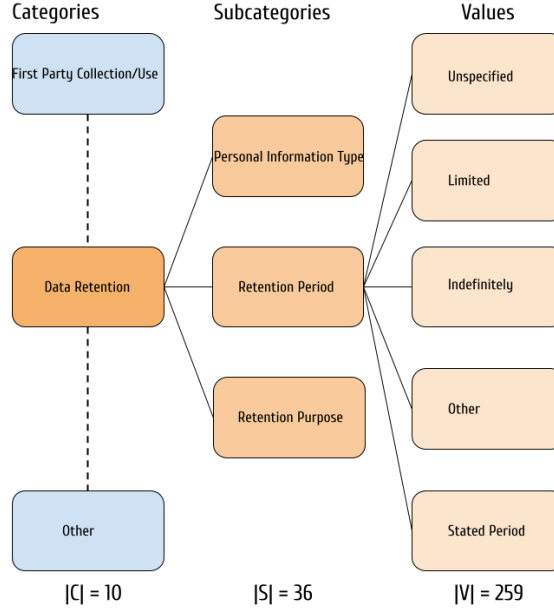 Categories
Subcategories
Values
First Party Collection/Use
Unspecified
Personal Information Type
Limited
Data Retention
Retention Period
Indefinitely
Retention Purpose
Other
Other
Stated Period
|C| = 10
|S| = 36
|V| = 259